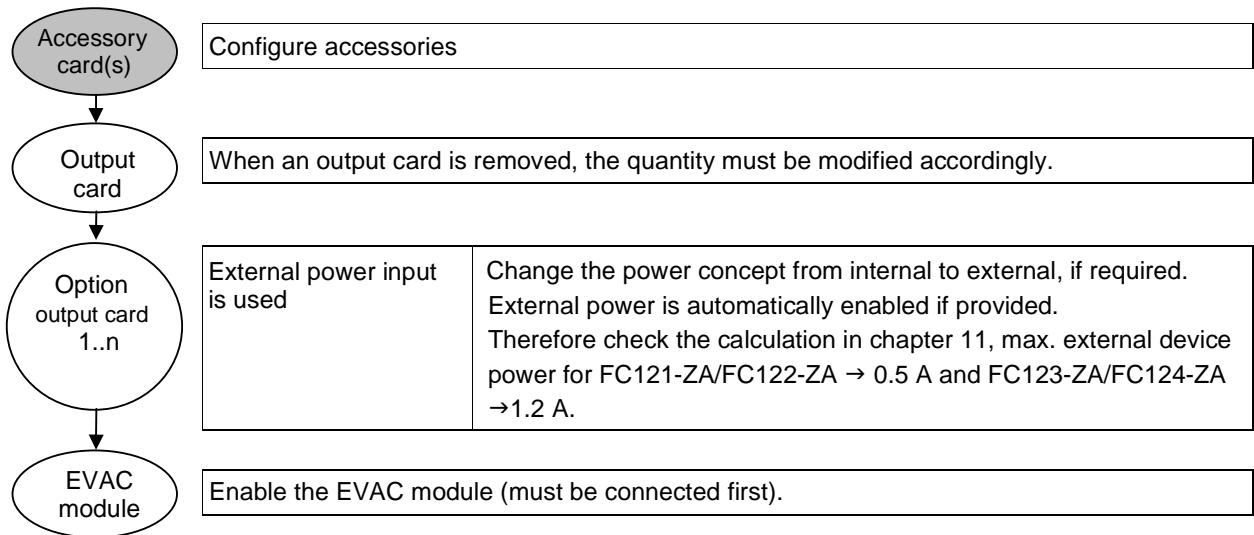 Accessory
card(s)
Configure accessories
Output
card
When an output card is removed, the quantity must be modified accordingly.
Option
output card
1..n
External power input
is used
Change the power concept from internal to external, if required.
External power is automatically enabled if provided.
Therefore check the calculation in chapter 11, max. external device
power for FC121-ZA/FC122-ZA → 0.5 A and FC123-ZA/FC124-ZA
→1.2 A.
EVAC
module
Enable the EVAC module (must be connected first).